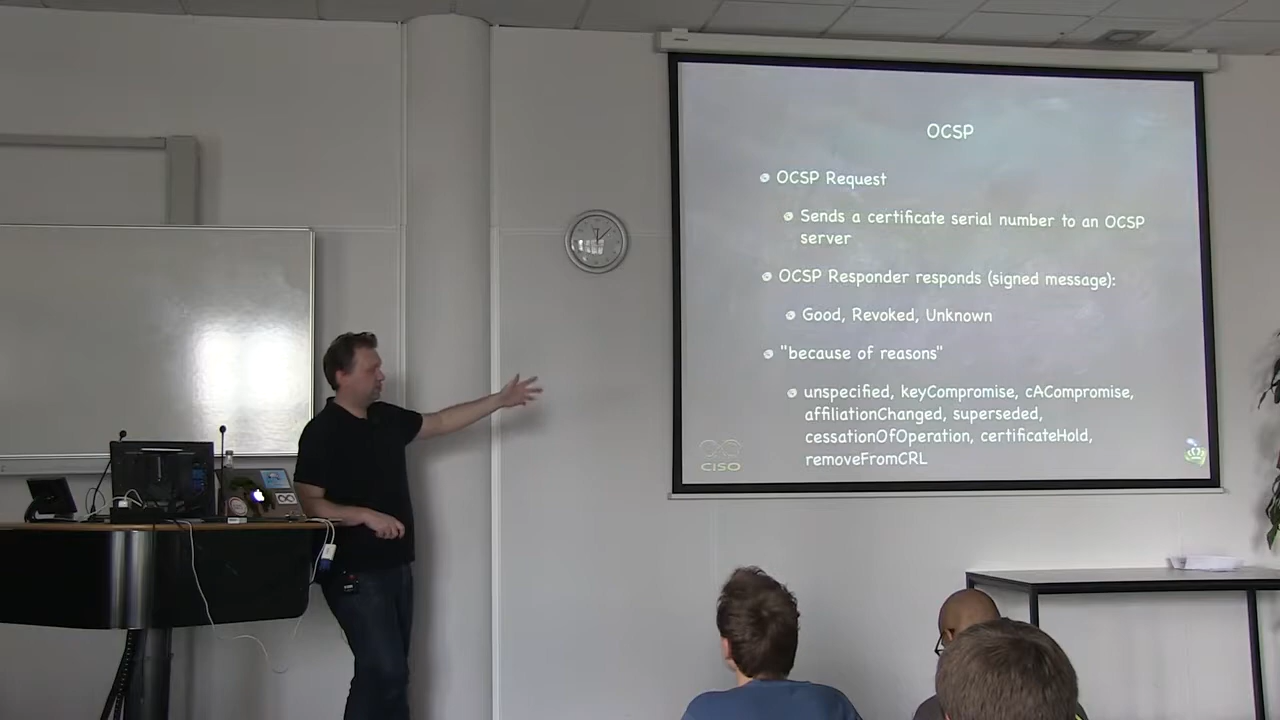 OCSP
OCSP Request
Sends a certificate serial number to an OCSP
server
OCSP Responder responds (signed message):
Good, Revoked, Unknown
"because of reasons"
unspecified, keyCompromise, cACompromise,
affiliationChanged, superseded,
cessationOfOperation, certificateHold,
removeFromCRL
CISO